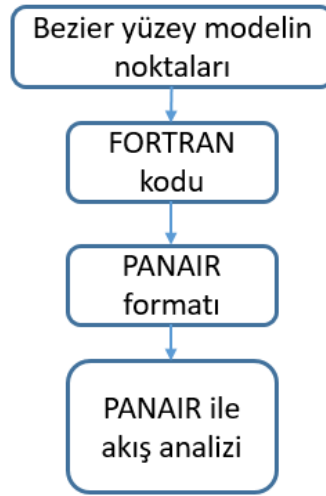 Bezier yüzey modelin
noktaları
FORTRAN
kodu
PANAIR
formatı
PANAIR ile
akış analizi